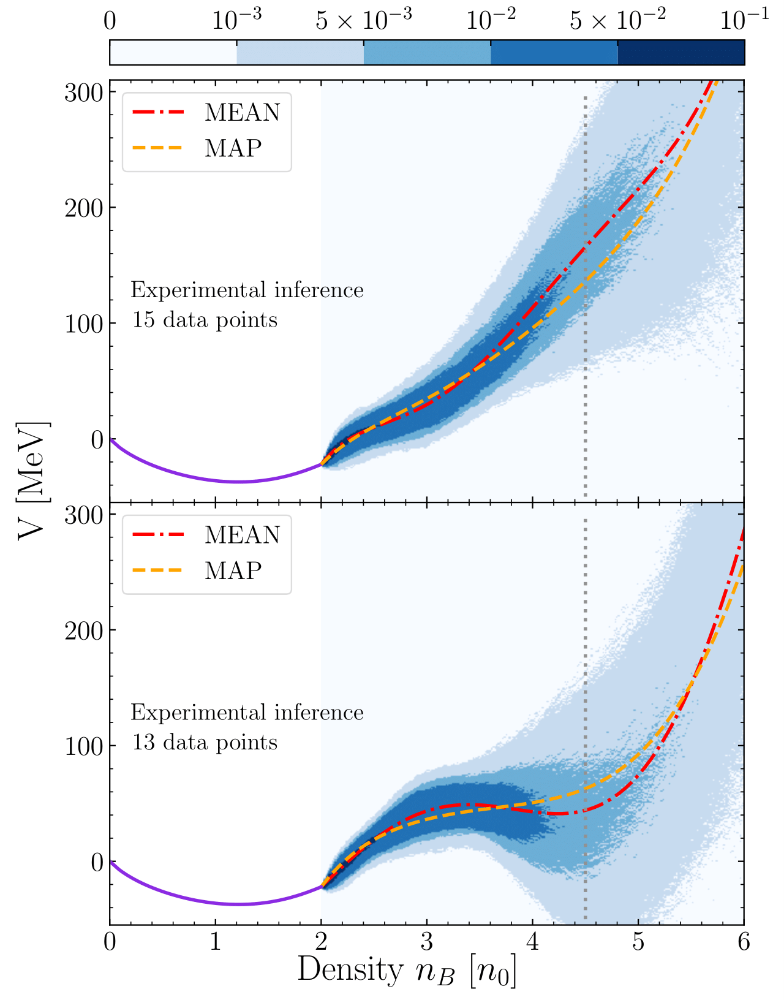 0 10⁻³ 5 × 10⁻³ 10⁻² 5 × 10⁻² 10⁻¹
300
MEAN
MAP
200
Experimental inference
15 data points
100
0
V [MeV]
300
MEAN
MAP
200
Experimental inference
13 data points
100
0
0 1 2 3 4 5 6
Density n_B [n_0]